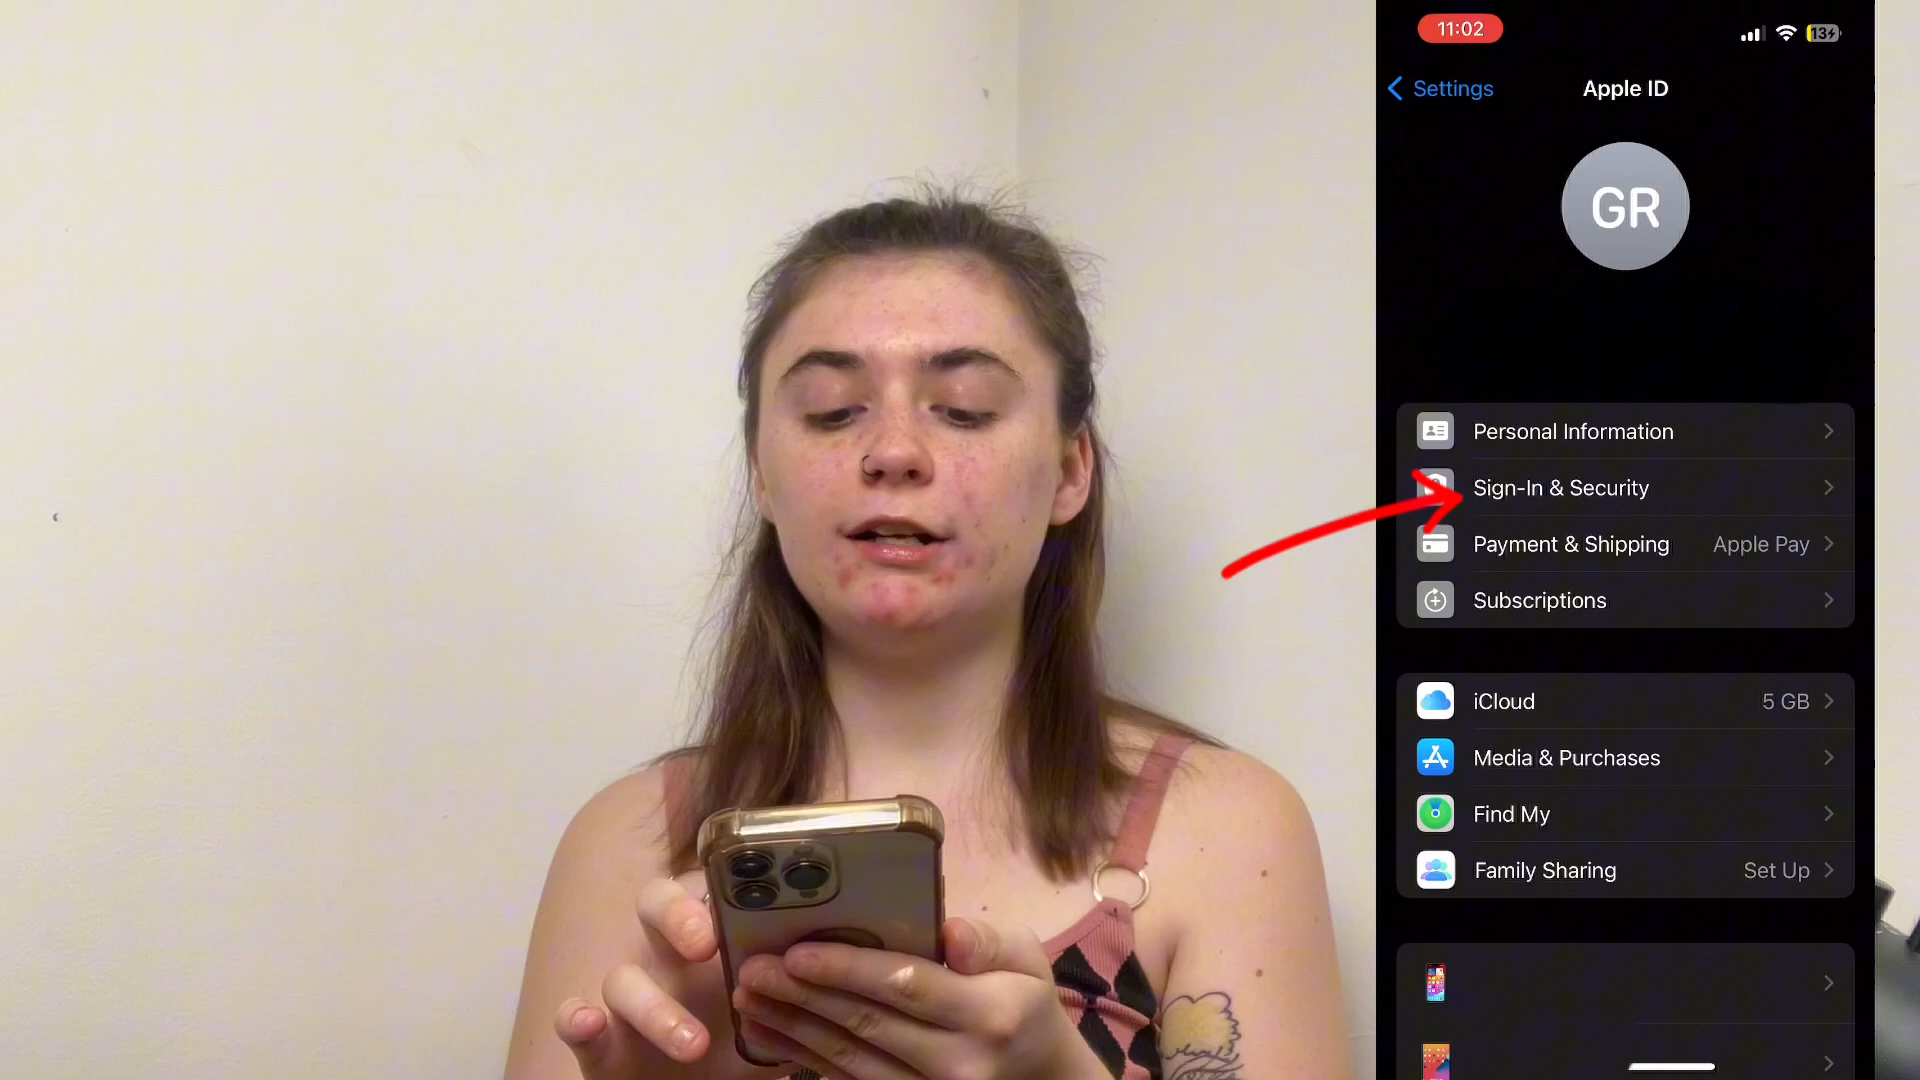 11:02
13
Settings
Apple ID
GR
Personal Information
Sign-In & Security
Payment & Shipping Apple Pay
Subscriptions
iCloud 5 GB
Media & Purchases
Find My
Family Sharing Set Up